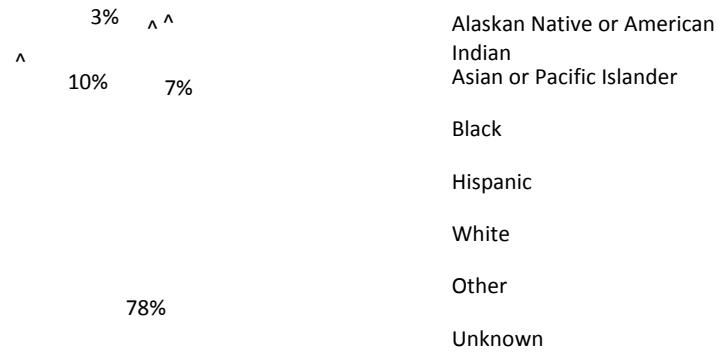 3%
^ ^
^
10%
7%
78%
Alaskan Native or American
Indian
Asian or Pacific Islander
Black
Hispanic
White
Other
Unknown